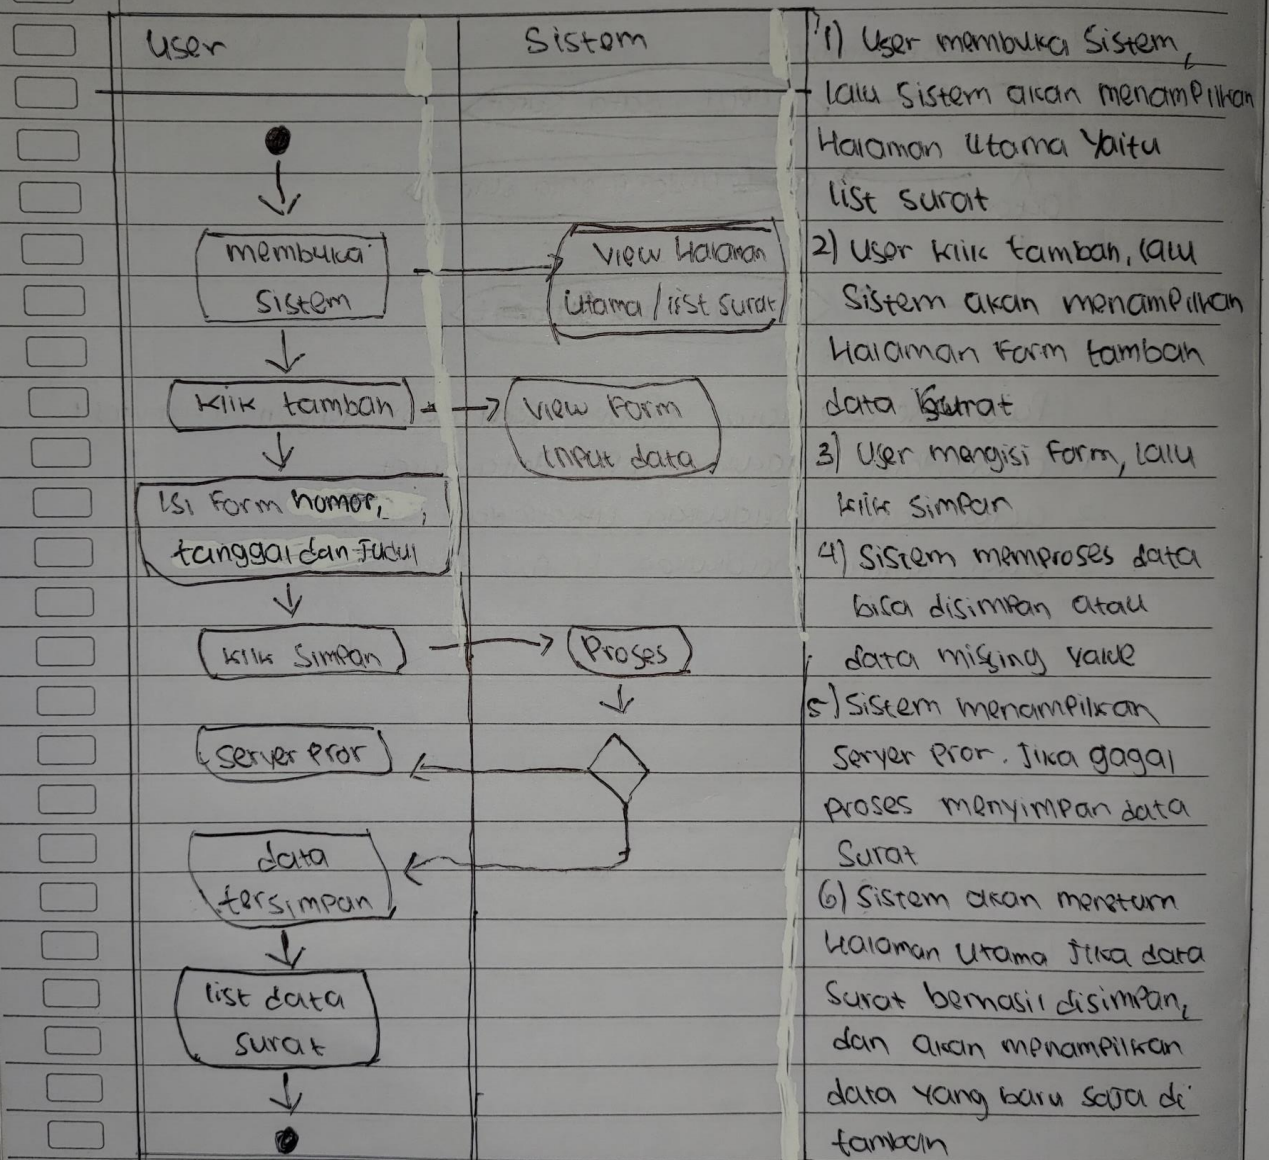 User
Sistem
membuka
Sistem
View Halaman
Utama / list surat
Klik tambah
View Form
Input data
Isi Form nomor,
tanggal dan Judul
Klik Simpan
Proses
Server eror
data
tersimpan
list data
surat
1) User membuka Sistem,
lalu Sistem akan menampilkan
Halaman Utama Yaitu
list surat
2) User Klik tambah, lalu
Sistem akan menampilkan
Halaman Form tambah
data Surat
3) User mengisi Form, lalu
Klik Simpan
4) Sistem memproses data
bisa disimpan atau
data missing value
5) Sistem menampilkan
Server eror. Jika gagal
proses menyimpan data
Surat
6) Sistem akan mereturn
Halaman Utama Jika data
Surat berhasil disimpan,
dan akan menampilkan
data yang baru saja di
tambah